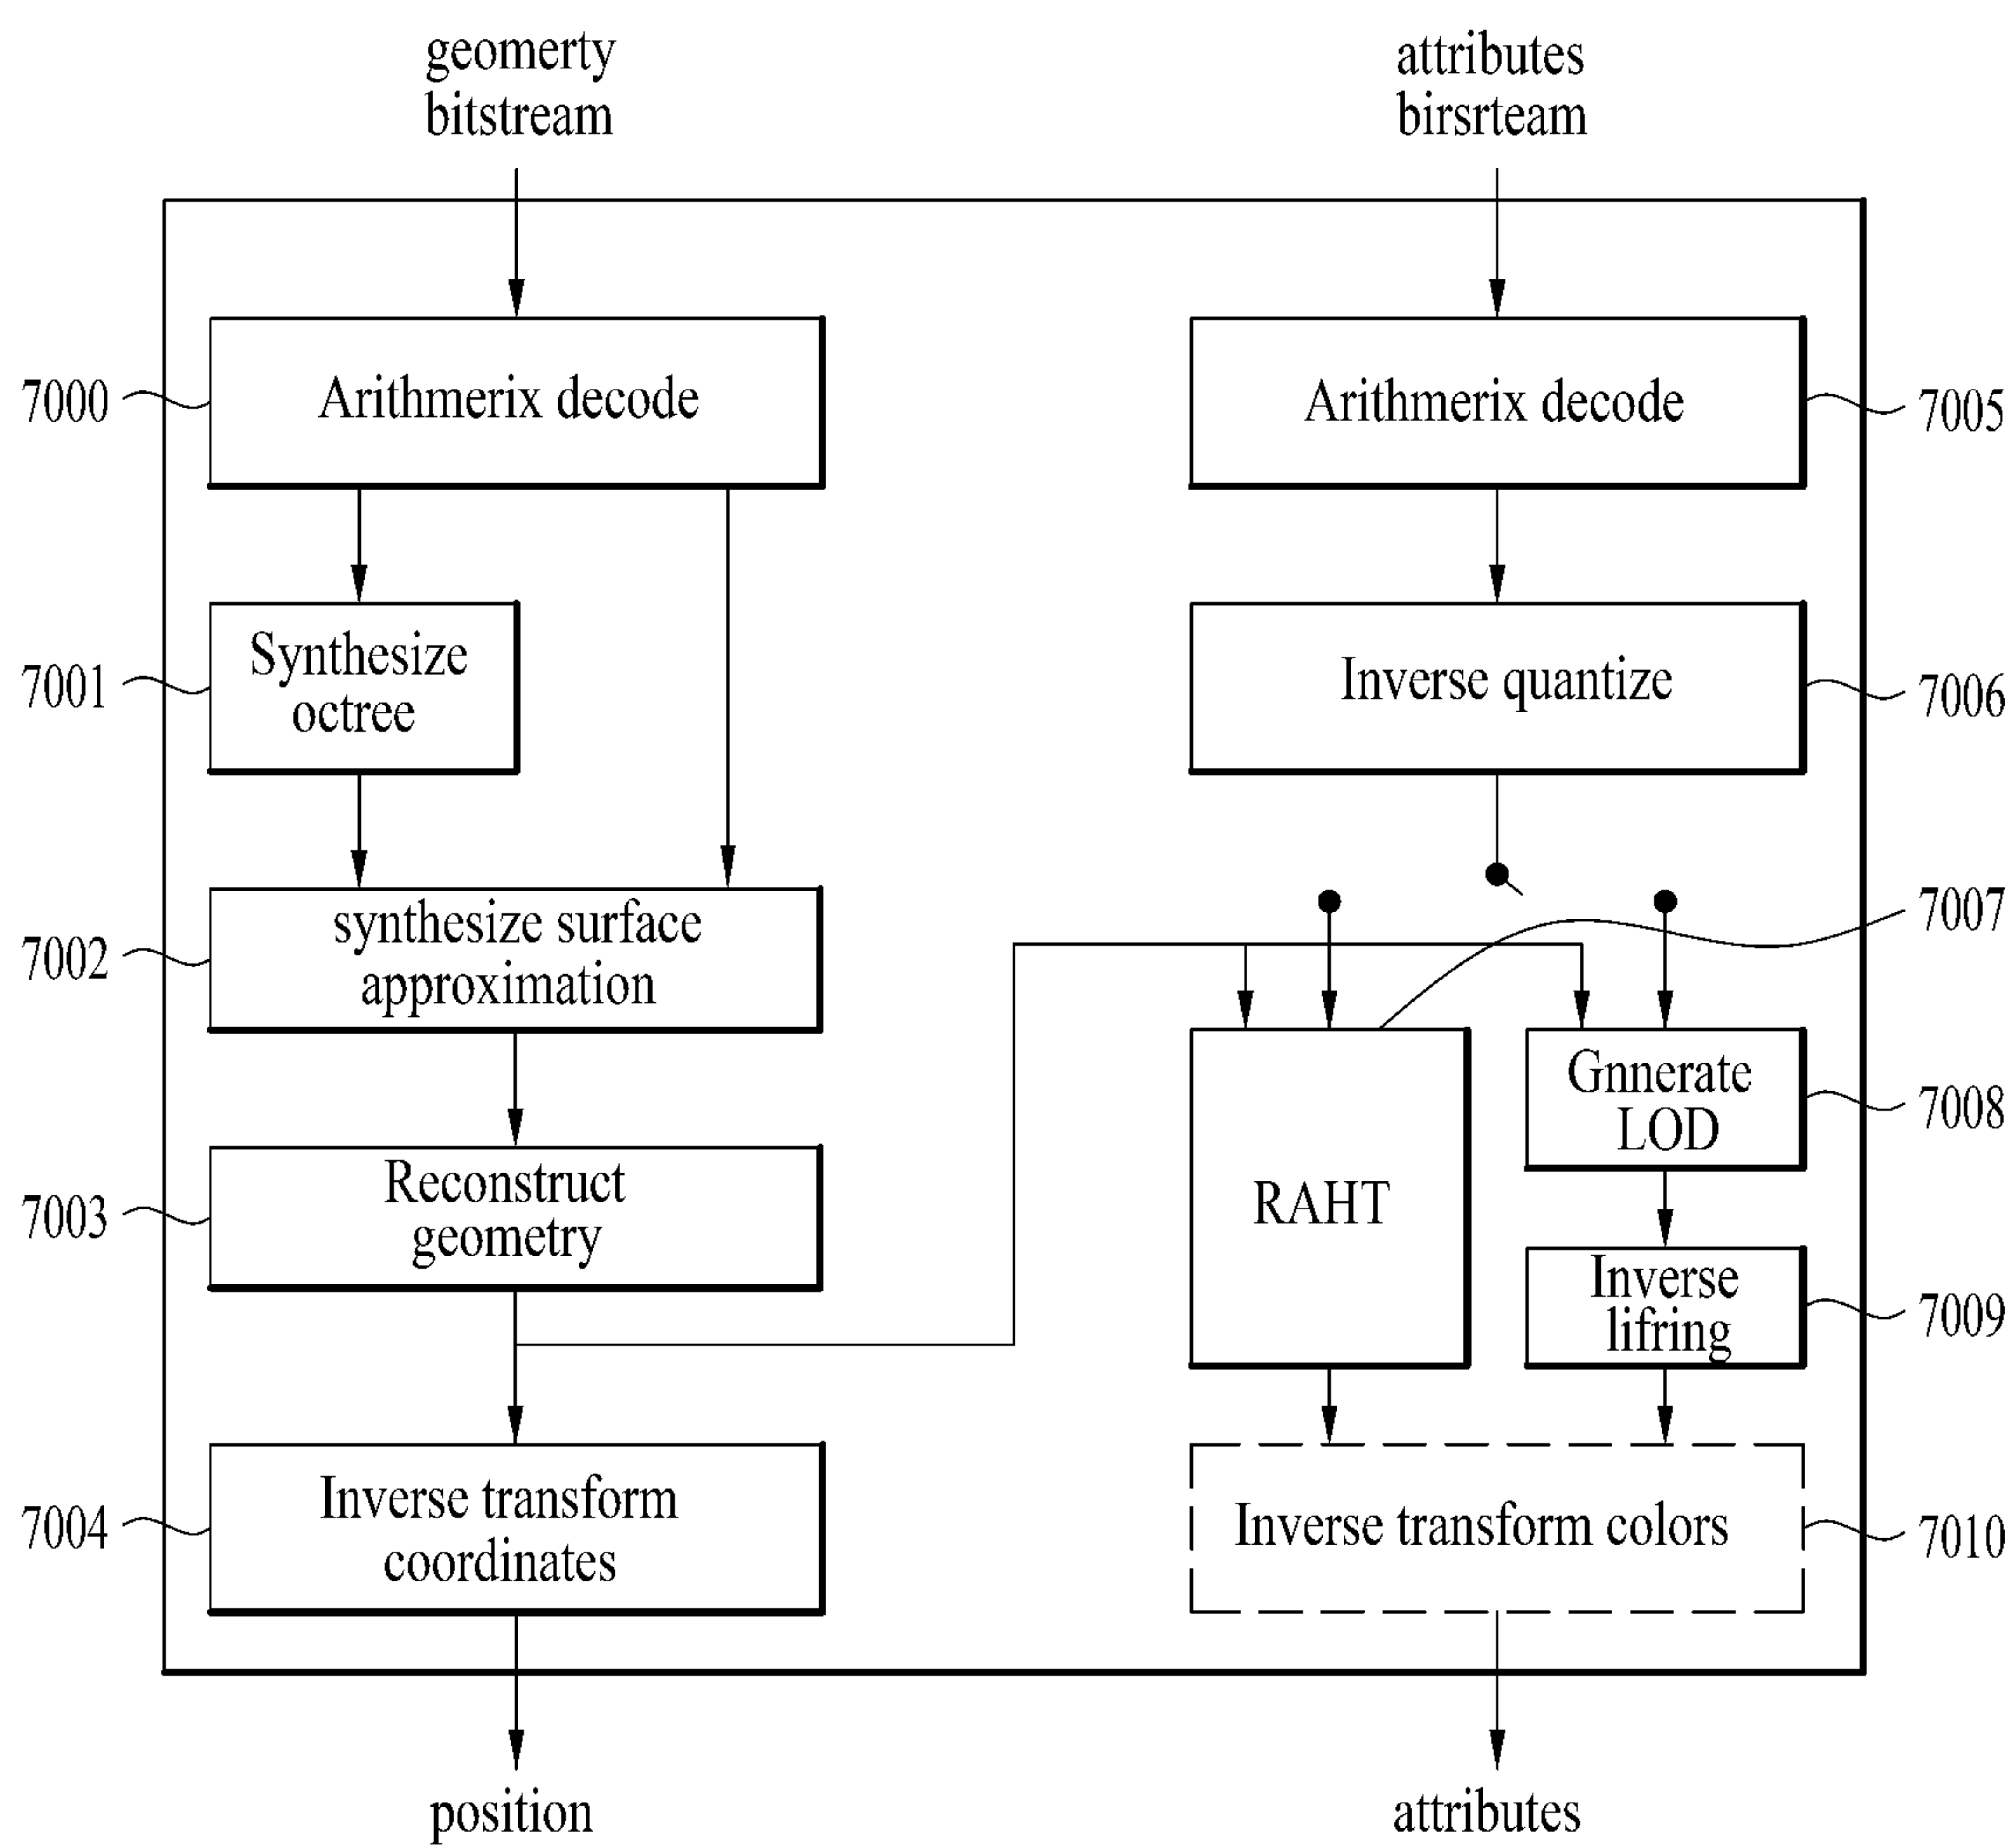 geomerty
bitstream
attributes
birsrteam
7000
Arithmerix decode
Arithmerix decode
7005
7001
Synthesize
octree
Inverse quantize
7006
7002
synthesize surface
approximation
7007
7003
Reconstruct
geometry
RAHT
Gnnerate
LOD
7008
Inverse
lifring
7009
7004
Inverse transform
coordinates
Inverse transform colors
7010
position
attributes